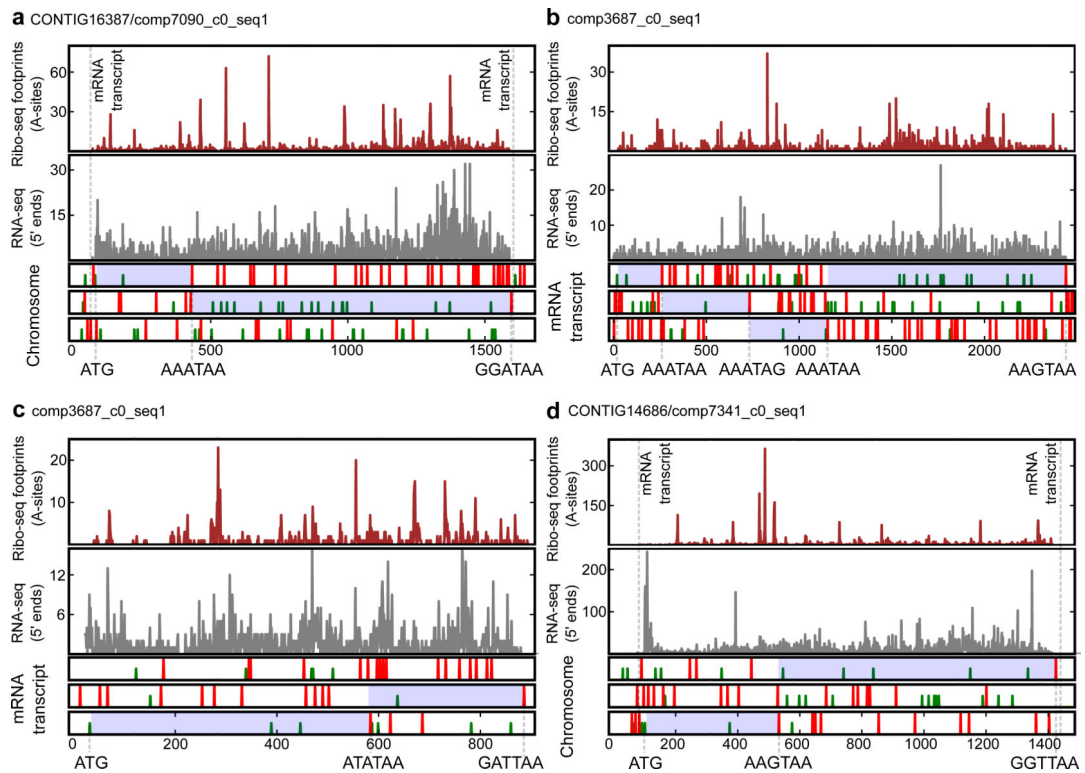 a CONTIG16387/comp7090_c0_seq1
Ribo-seq footprints
(A-sites)
60
30
mRNA
transcript
mRNA
transcript
RNA-seq
(5' ends)
30
15
Chromosome
0 500 1000 1500
ATG AAATAA GGATAA
b comp3687_c0_seq1
Ribo-seq footprints
(A-sites)
30
15
RNA-seq
(5' ends)
20
10
mRNA
transcript
0 500 1000 1500 2000
ATG AAATAA AAATAG AAATAA AAGTAA
c comp3687_c0_seq1
Ribo-seq footprints
(A-sites)
20
10
RNA-seq
(5' ends)
12
6
mRNA
transcript
0 200 400 600 800
ATG ATATAA GATTAA
d CONTIG14686/comp7341_c0_seq1
Ribo-seq footprints
(A-sites)
300
150
mRNA
transcript
mRNA
transcript
RNA-seq
(5' ends)
200
100
Chromosome
0 200 400 600 800 1000 1200 1400
ATG AAGTAA GGTTAA